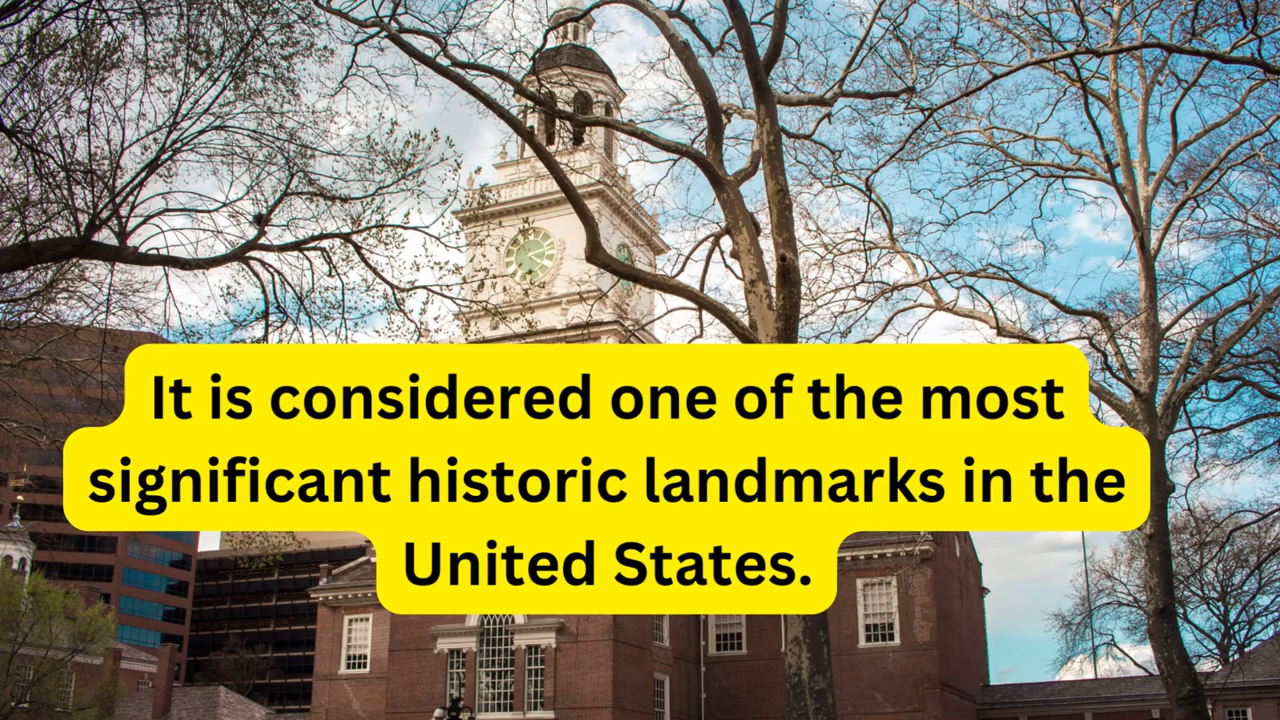 It is considered one of the most
significant historic landmarks in the
United States.